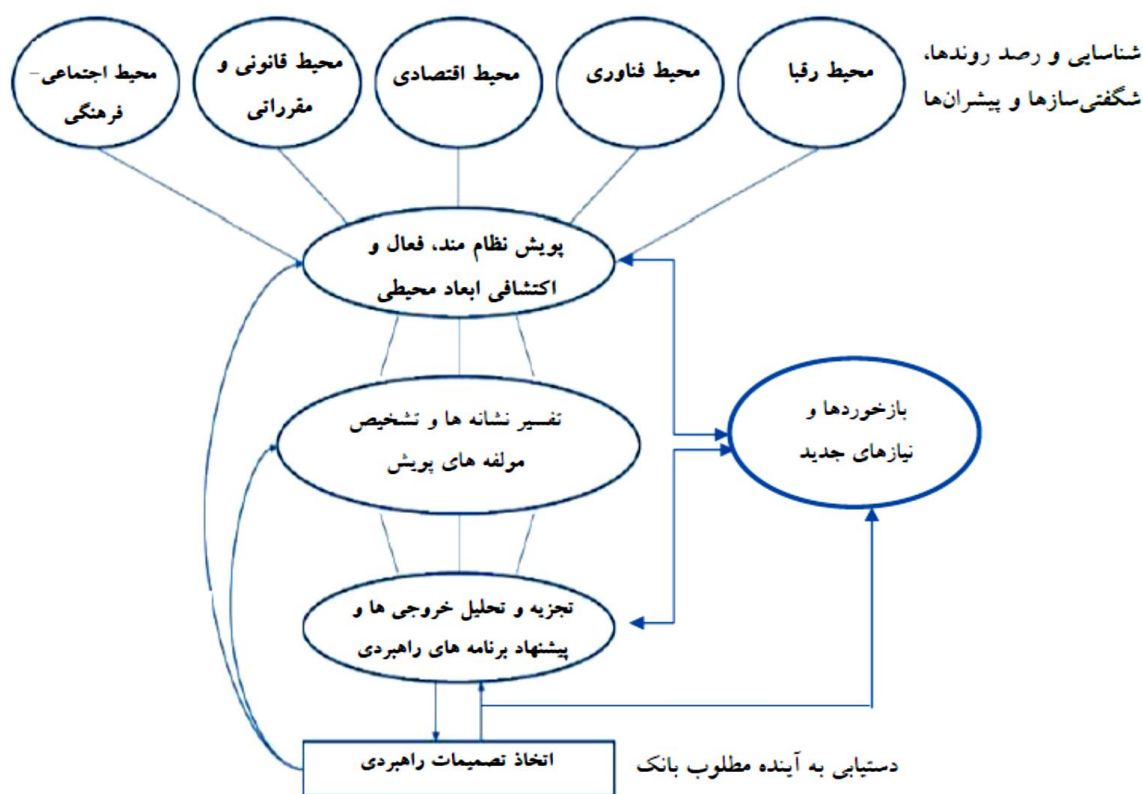 شناسایی و رصد روندها،
شگفتی‌سازها و پیشران‌ها
محیط رقبا
محیط فناوری
محیط اقتصادی
محیط قانونی و
مقرراتی
محیط اجتماعی-
فرهنگی
پویش نظام مند، فعال و
اکتشافی ابعاد محیطی
تفسیر نشانه ها و تشخیص
مولفه های پویش
بازخوردها و
نیازهای جدید
تجزیه و تحلیل خروجی ها و
پیشنهاد برنامه های راهبردی
اتخاذ تصمیمات راهبردی
دستیابی به آینده مطلوب بانک